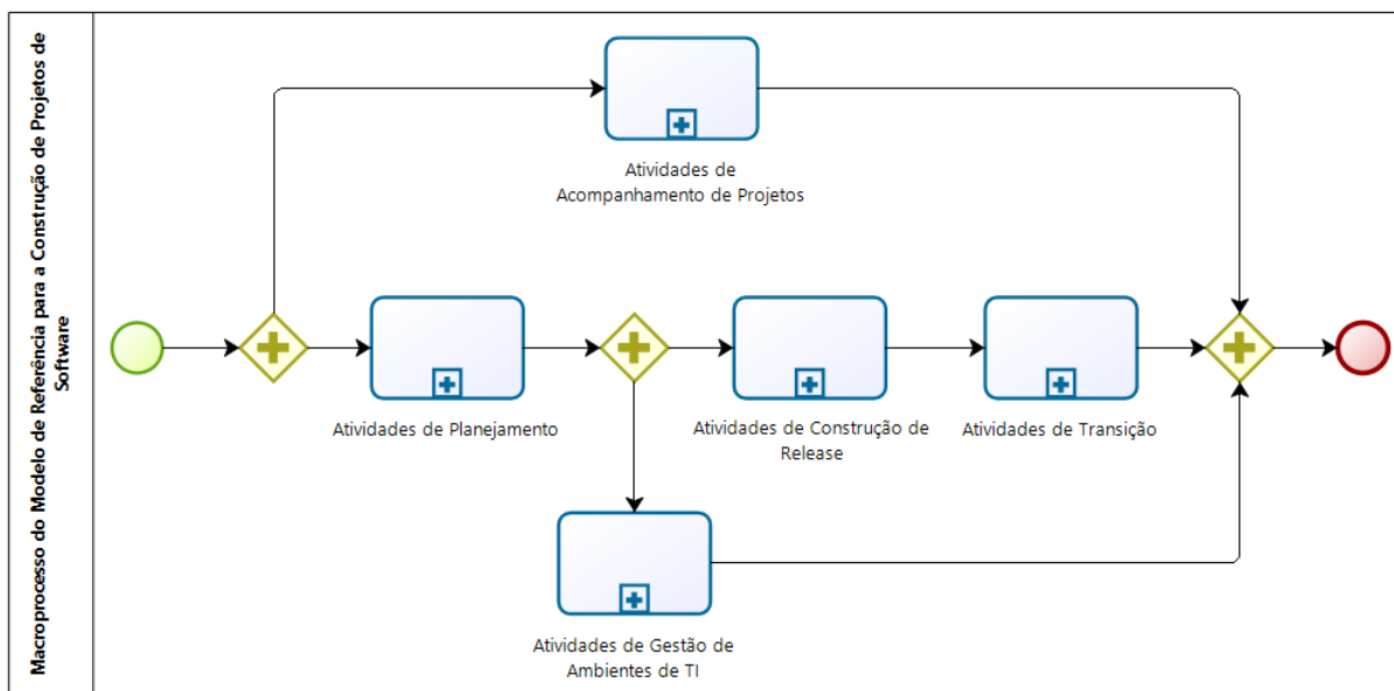 Macroprocesso do Modelo de Referência para a Construção de Projetos de
Software
Atividades de
Acompanhamento de Projetos
Atividades de Planejamento
Atividades de Construção de
Release
Atividades de Transição
Atividades de Gestão de
Ambientes de TI